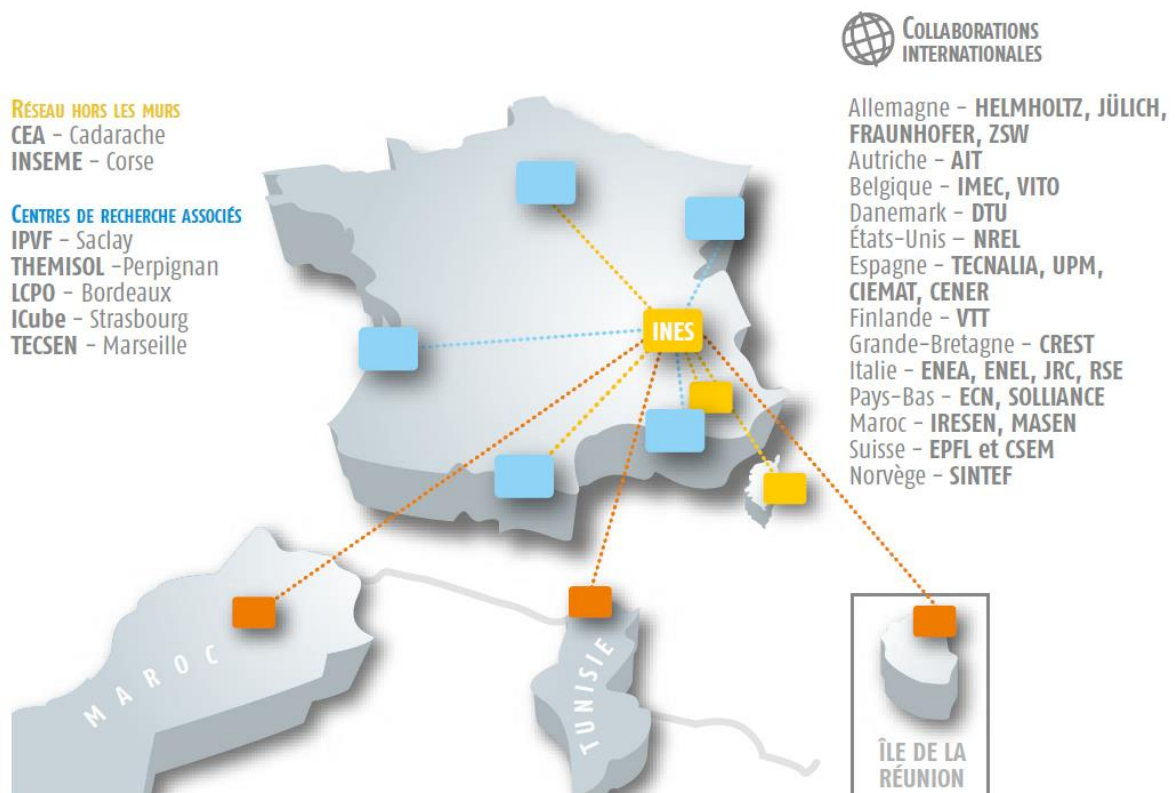 COLLABORATIONS
INTERNATIONALES
RÉSEAU HORS LES MURS
CEA – Cadarache
INSEME – Corse
CENTRES DE RECHERCHE ASSOCIÉS
IPVF – Saclay
THEMISOL –Perpignan
LCPO – Bordeaux
ICube – Strasbourg
TECSEN – Marseille
Allemagne – HELMHOLTZ, JÜLICH,
FRAUNHOFER, ZSW
Autriche – AIT
Belgique – IMEC, VITO
Danemark – DTU
États-Unis – NREL
Espagne – TECNALIA, UPM,
CIEMAT, CENER
Finlande – VTT
Grande-Bretagne – CREST
Italie – ENEA, ENEL, JRC, RSE
Pays-Bas – ECN, SOLLIANCE
Maroc – IRESEN, MASEN
Suisse – EPFL et CSEM
Norvège – SINTEF
INES
MAROC
TUNISIE
ÎLE DE LA
RÉUNION